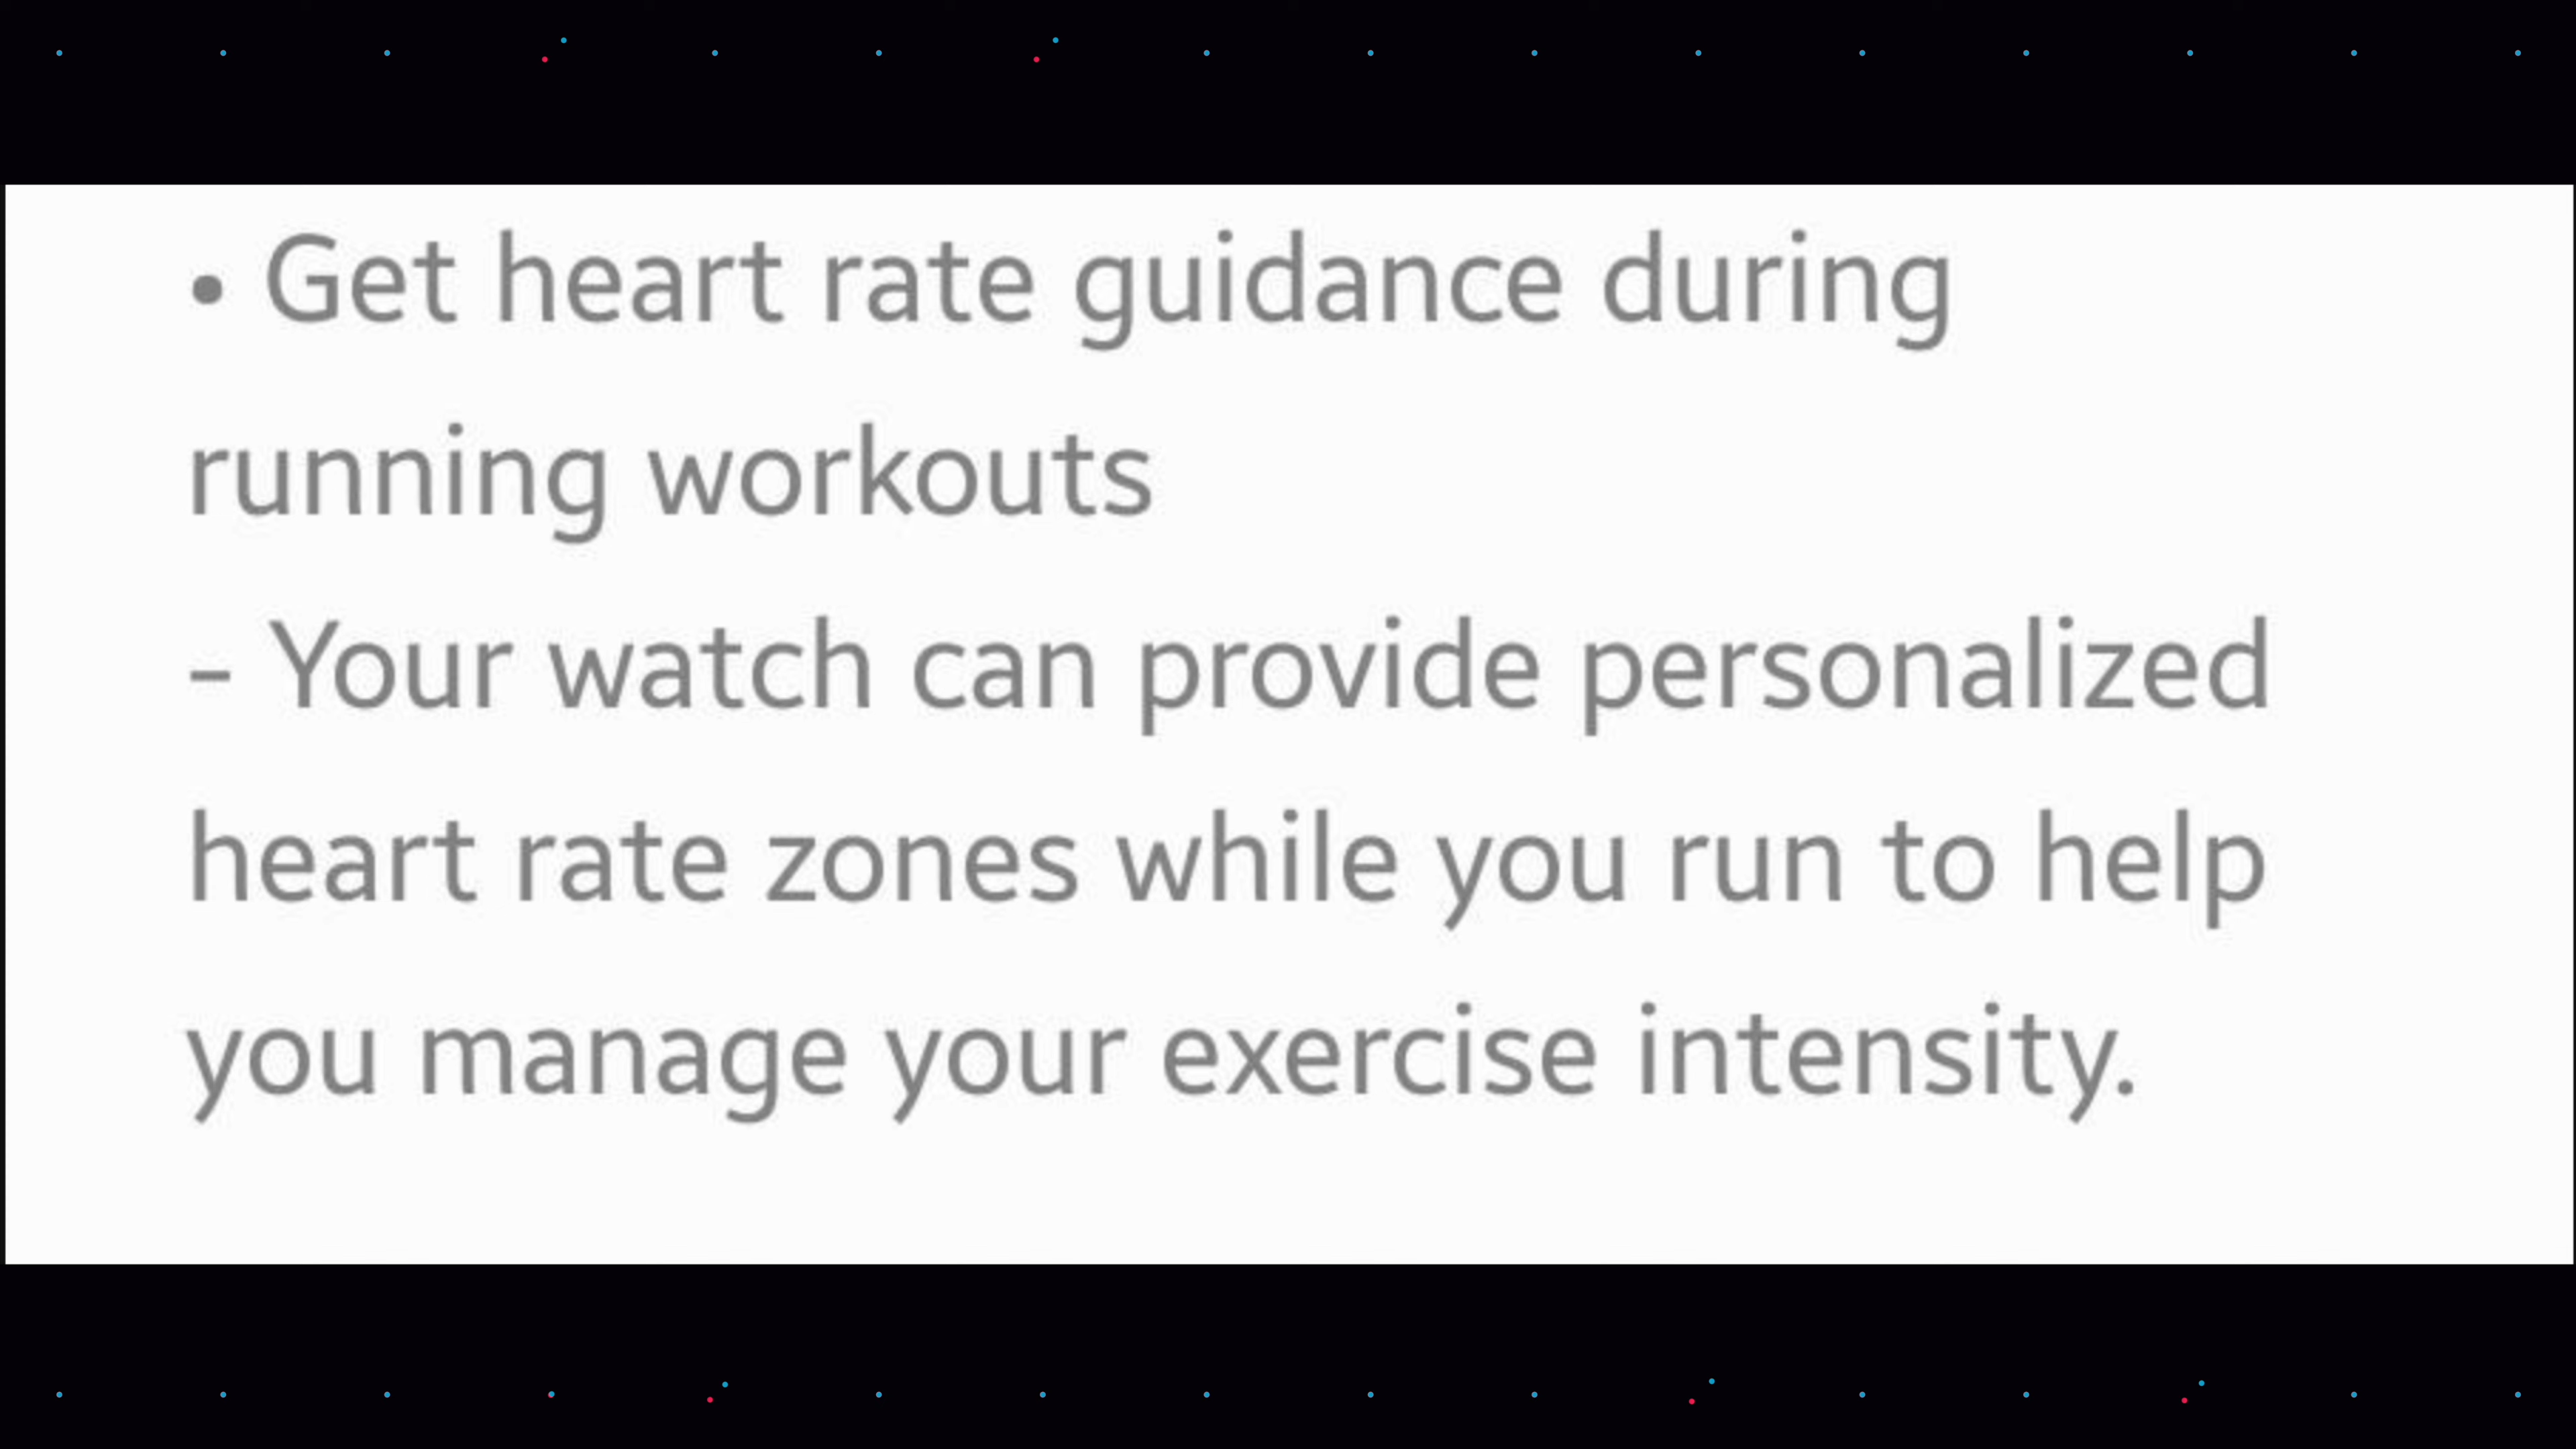 • Get heart rate guidance during
running workouts
- Your watch can provide personalized
heart rate zones while you run to help
you manage your exercise intensity.